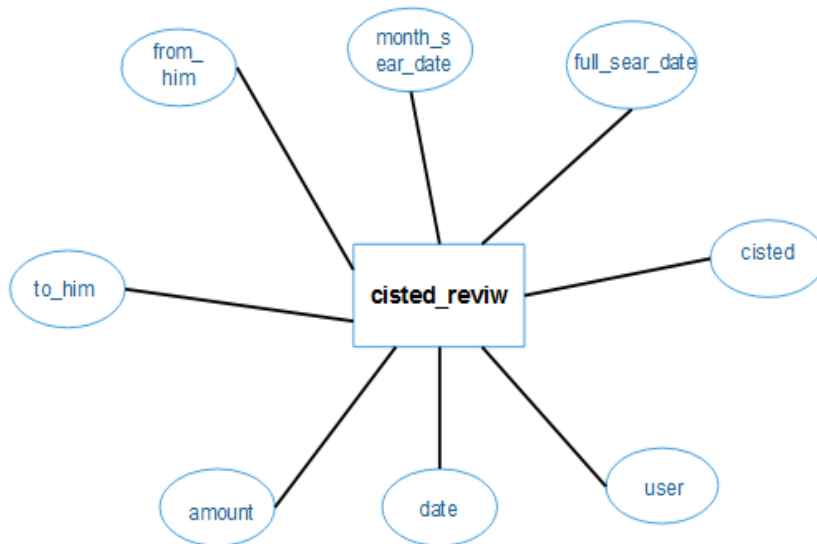 from_
him
month_s
ear_date
full_sear_date
cisted
to_him
cisted_reviw
amount
date
user